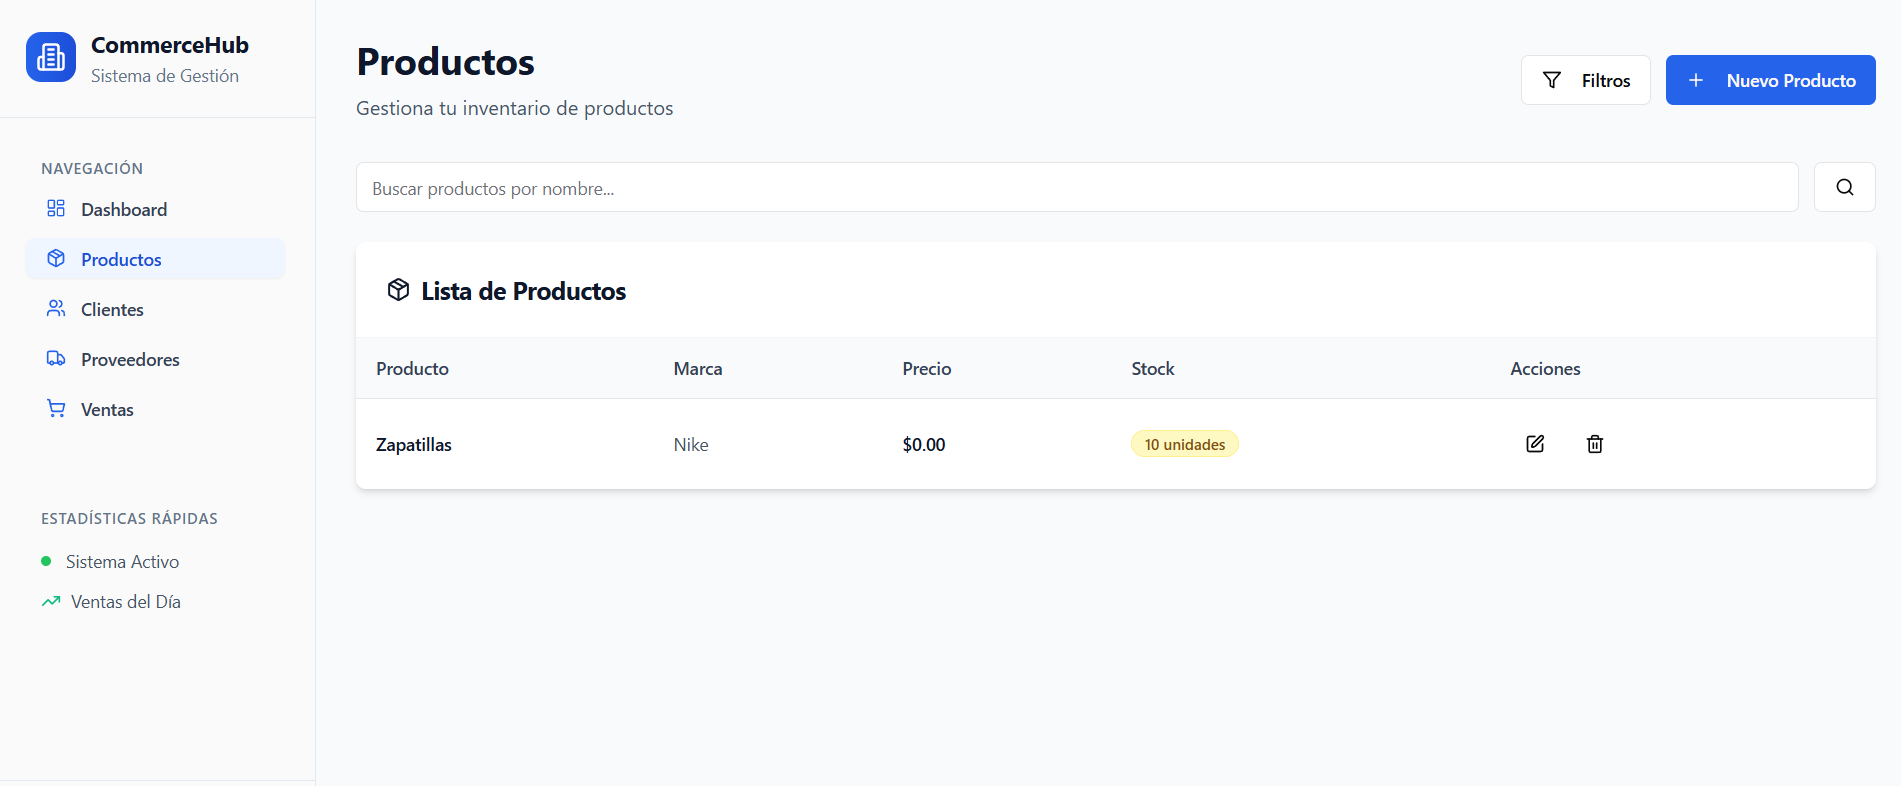 CommerceHub
Sistema de Gestión
NAVEGACIÓN
Dashboard
Productos
Clientes
Proveedores
Ventas
ESTADÍSTICAS RÁPIDAS
Sistema Activo
Ventas del Día
Productos
Gestiona tu inventario de productos
Filtros
Nuevo Producto
Buscar productos por nombre...
Lista de Productos
Producto Marca Precio Stock Acciones
Zapatillas Nike $0.00 10 unidades